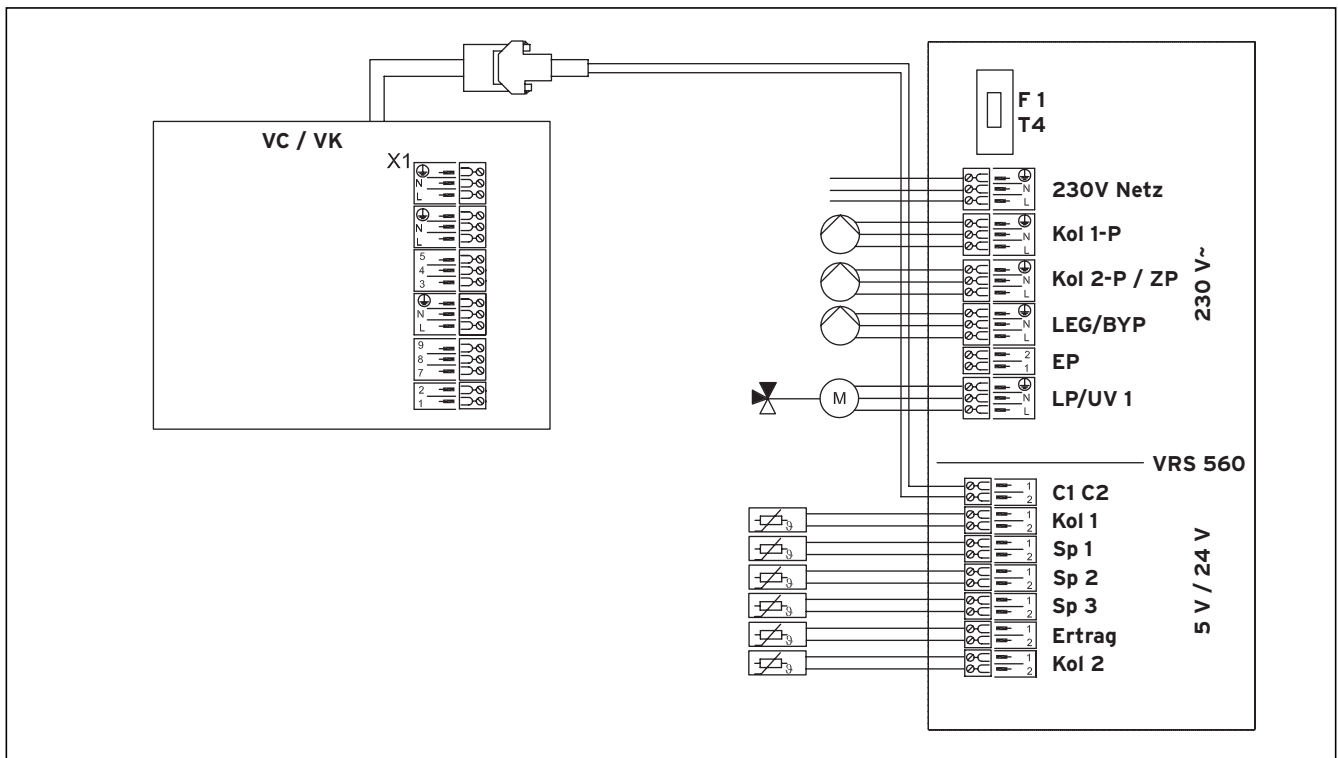 VC / VK
X1
N
L
N
L
5
4
3
N
L
9
8
7
2
1
F 1
T4
N
L
230V Netz
N
L
Kol 1-P
N
L
Kol 2-P / ZP
N
L
LEG/BYP
2
1
EP
M
N
L
LP/UV 1
230 V~
VRS 560
1
2
C1 C2
ϑ
1
2
Kol 1
ϑ
1
2
Sp 1
ϑ
1
2
Sp 2
ϑ
1
2
Sp 3
ϑ
1
2
Ertrag
ϑ
1
2
Kol 2
5 V / 24 V